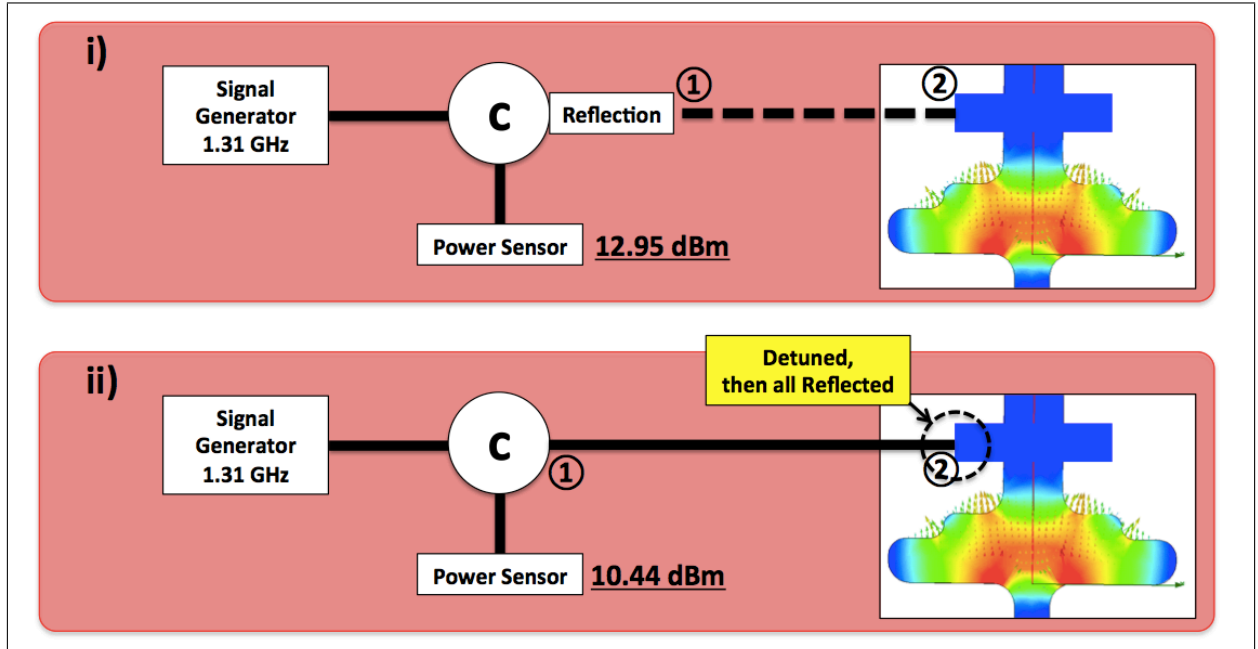 i)
Signal
Generator
1.31 GHz
C
Reflection
①
②
Power Sensor
12.95 dBm
ii)
Detuned,
then all Reflected
Signal
Generator
1.31 GHz
C
①
②
Power Sensor
10.44 dBm